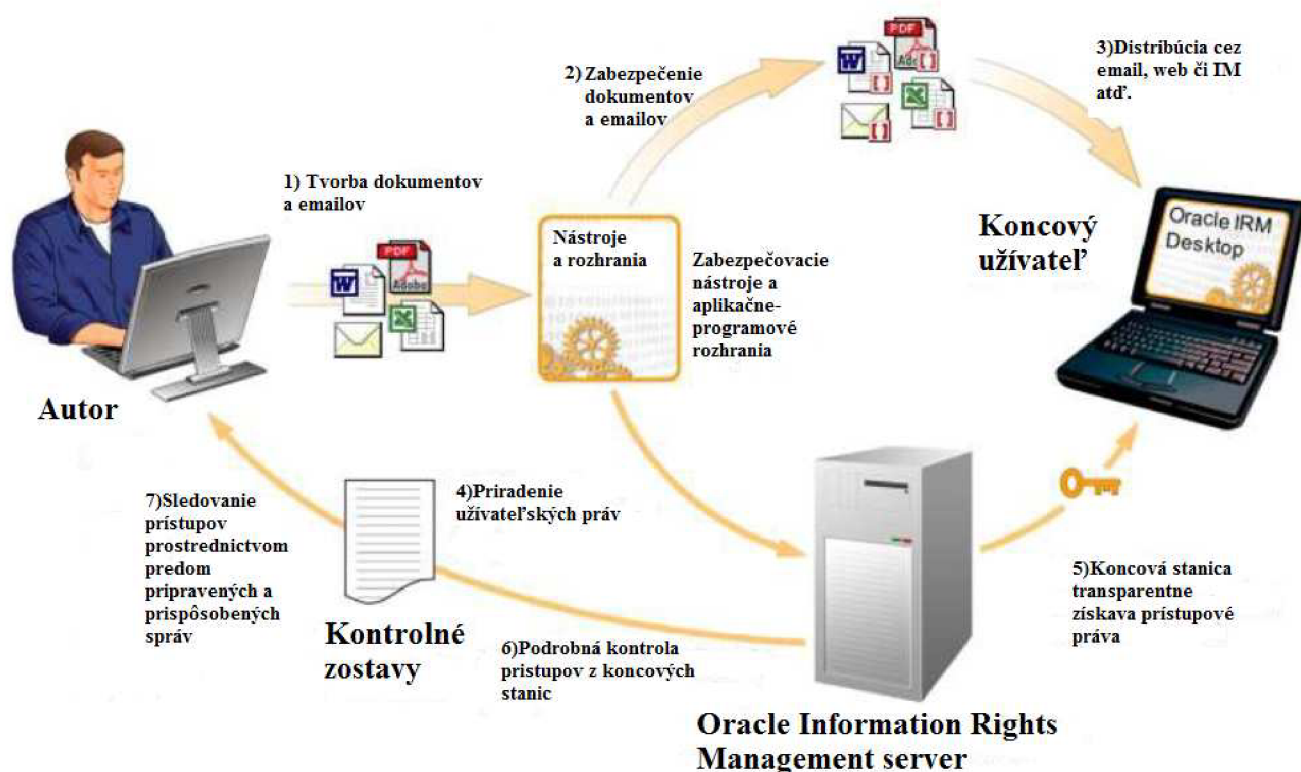 2) Zabezpečenie
dokumentov
a emailov
3)Distribúcia cez
email, web či IM
atď.
PDF
W
Ado
[ ]
[ ]
X
[ ]
[ ]
1) Tvorba dokumentov
a emailov
PDF
W
Adobe
X
Nástroje
a rozhrania
Zabezpečovacie
nástroje a
aplikačne-
programové
rozhrania
Koncový
užívateľ
Oracle IRM
Desktop
Autor
7)Sledovanie
prístupov
prostredníctvom
predom
pripravených a
prispôsobených
správ
4)Priradenie
užívateľských práv
5)Koncová stanica
transparentne
získava prístupové
práva
Kontrolné
zostavy
6)Podrobná kontrola
pristupov z koncových
stanic
Oracle Information Rights
Management server